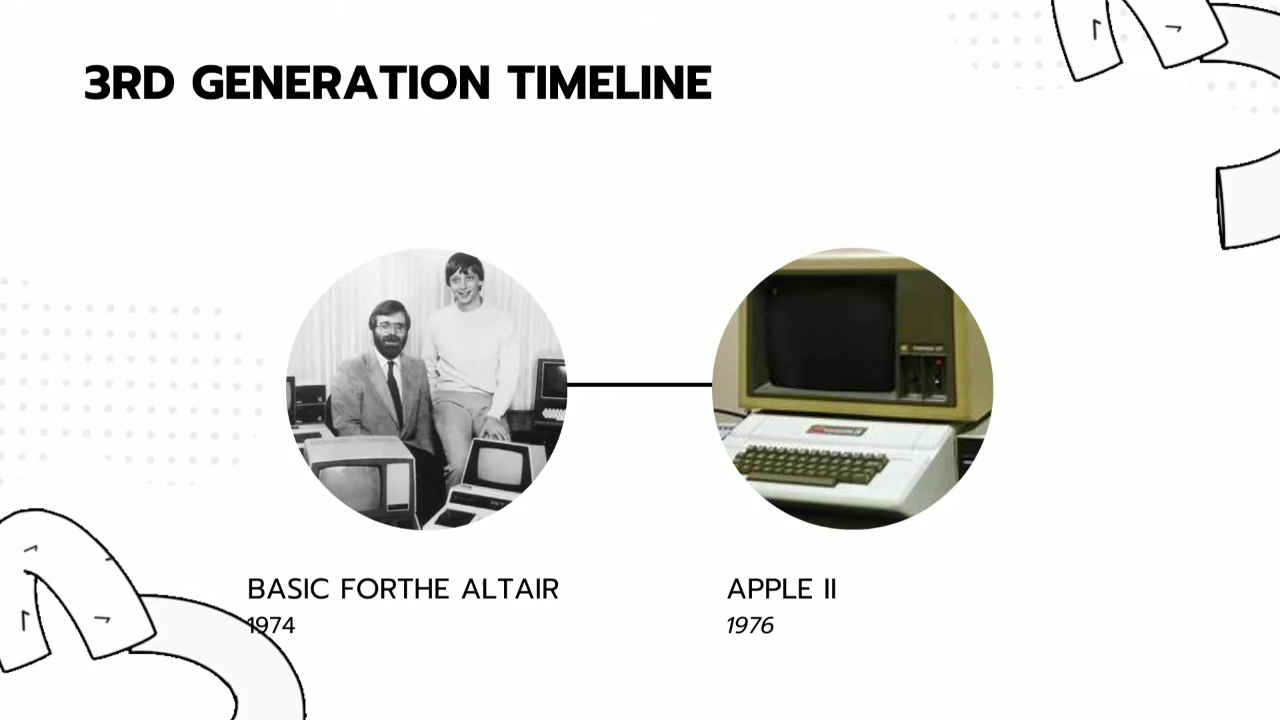 3RD GENERATION TIMELINE
BASIC FORTHE ALTAIR
1974
APPLE II
1976